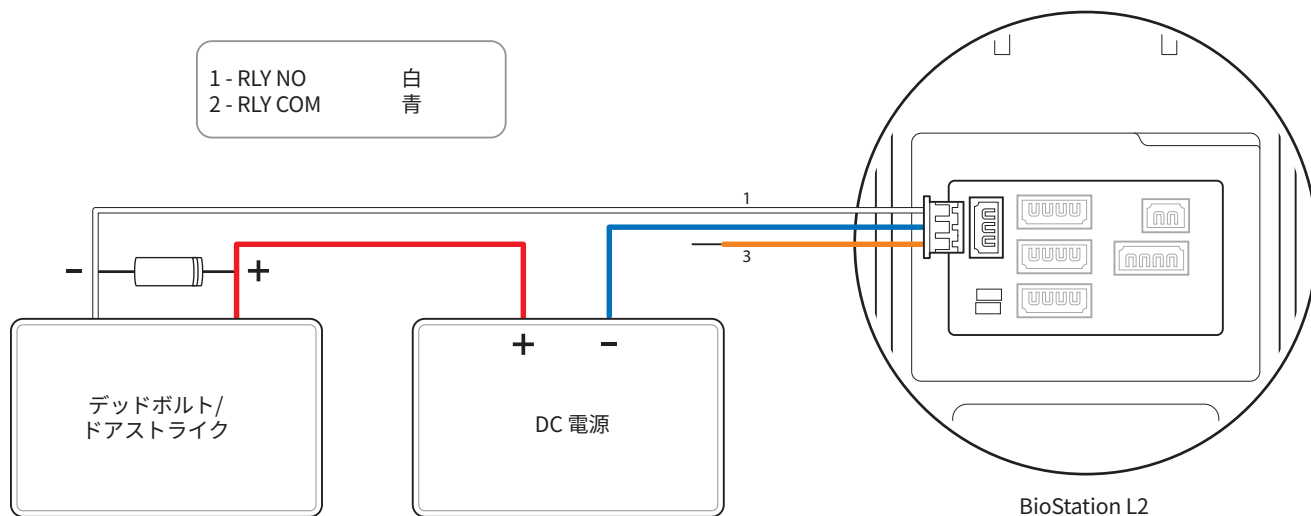 1 - RLY NO 白
2 - RLY COM 青
1
3
- +
+ -
デッドボルト/
ドアストライク
DC 電源
BioStation L2